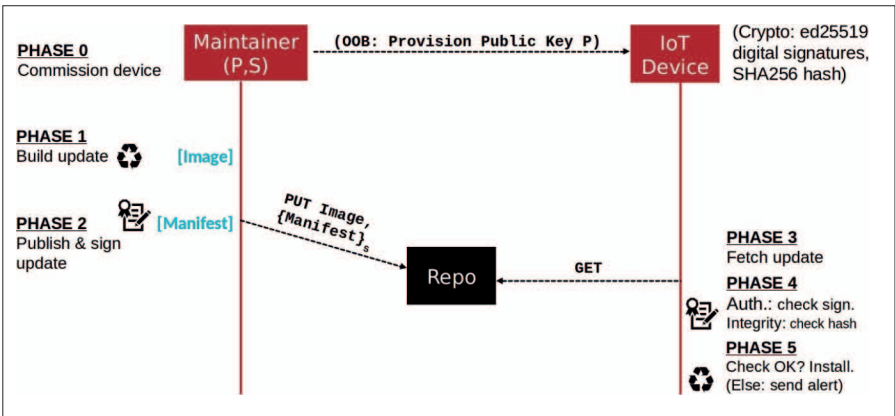 PHASE 0
Commission device
Maintainer
(P,S)
(OOB: Provision Public Key P)
IoT
Device
(Crypto: ed25519
digital signatures,
SHA256 hash)
PHASE 1
Build update
[Image]
PHASE 2
Publish & sign
update
[Manifest]
PUT Image,
{Manifest}s
Repo
GET
PHASE 3
Fetch update
PHASE 4
Auth.: check sign.
Integrity: check hash
PHASE 5
Check OK? Install.
(Else: send alert)